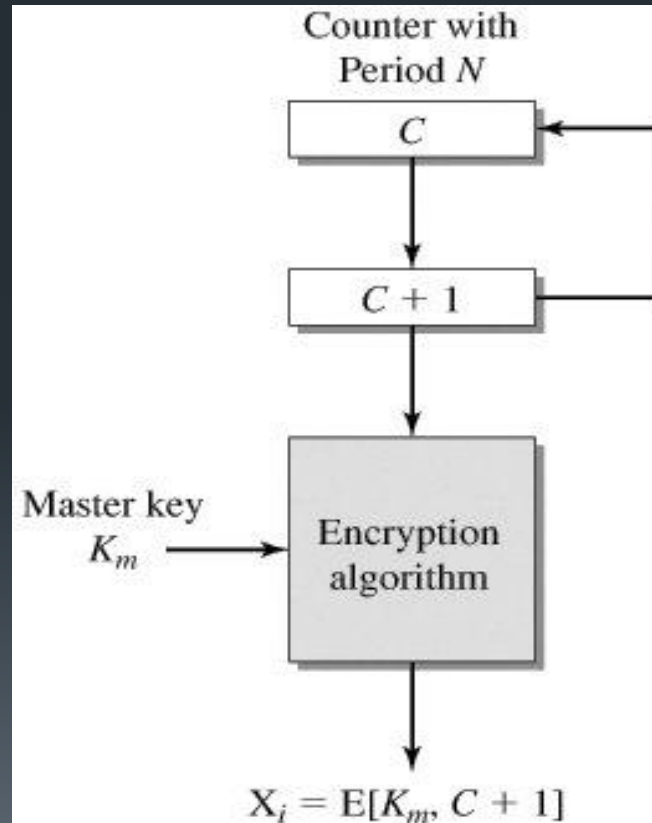 Counter with
Period N
C
C + 1
Master key
Kₘ
Encryption
algorithm
Xᵢ = E[Kₘ, C + 1]